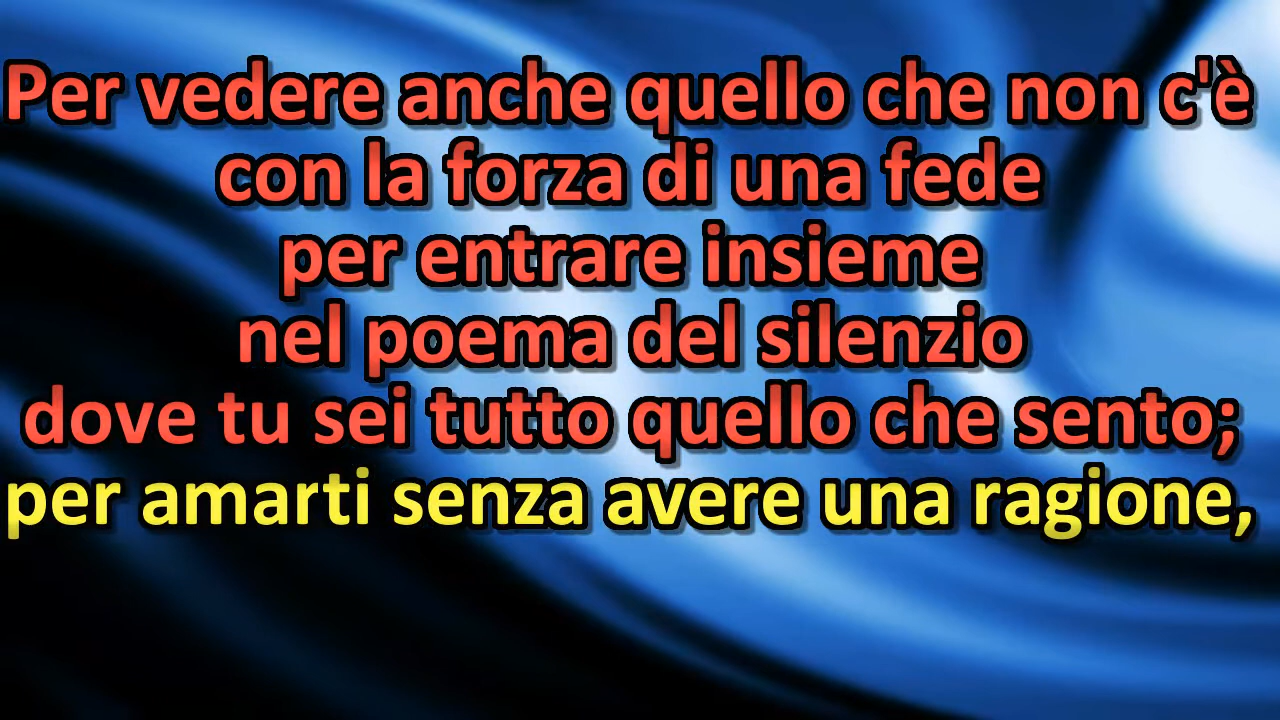 Per vedere anche quello che non c'è
con la forza di una fede
per entrare insieme
nel poema del silenzio
dove tu sei tutto quello che sento;
per amarti senza avere una ragione,